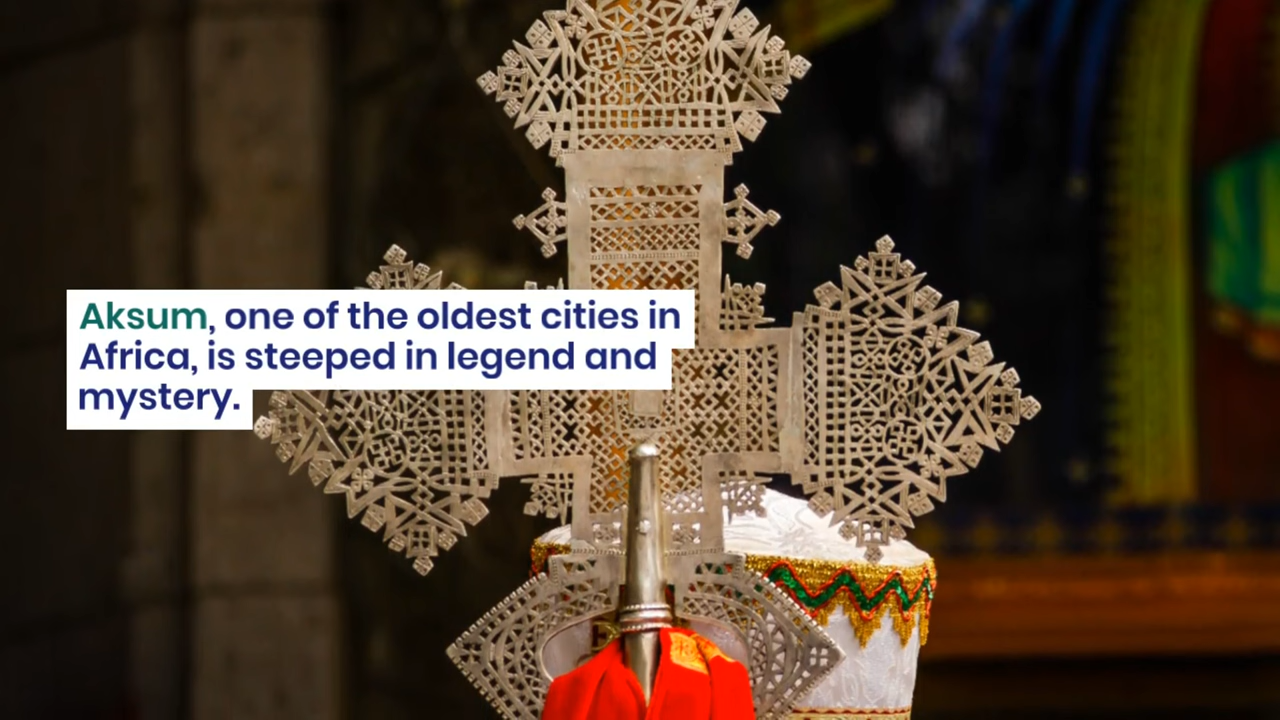 Aksum, one of the oldest cities in
Africa, is steeped in legend and
mystery.